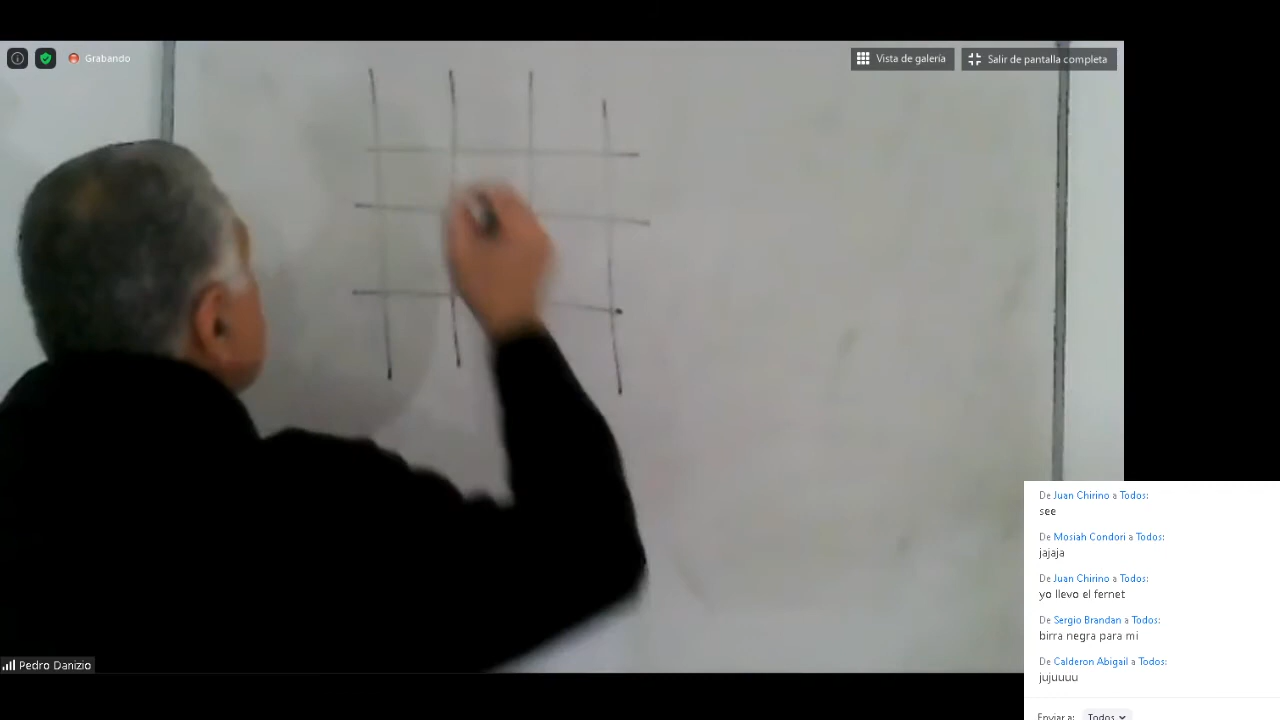 Grabando
Vista de galería
Salir de pantalla completa
De Juan Chirino a Todos:
see
De Mosiah Condori a Todos:
jajaja
De Juan Chirino a Todos:
yo llevo el fernet
De Sergio Brandan a Todos:
birra negra para mi
De Calderon Abigail a Todos:
jujuuuu
Enviar a: Todos
Pedro Danizio